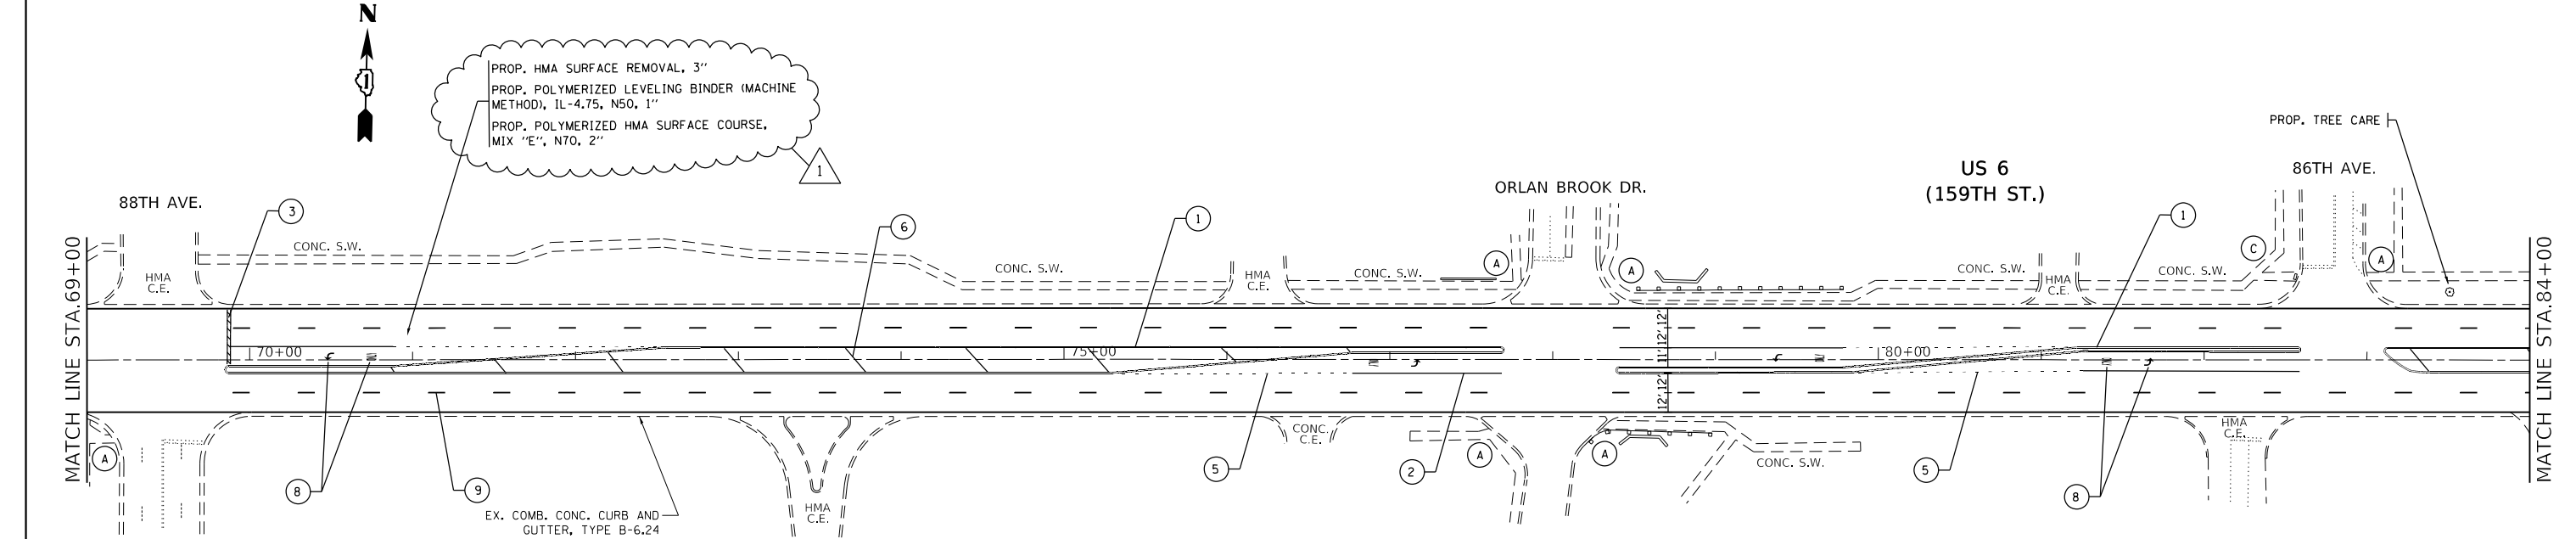 N
1
PROP. HMA SURFACE REMOVAL, 3''
PROP. POLYMERIZED LEVELING BINDER (MACHINE
METHOD), IL-4.75, N50, 1''
PROP. POLYMERIZED HMA SURFACE COURSE,
MIX "E", N70, 2''
1
PROP. TREE CARE
US 6
(159TH ST.)
86TH AVE.
ORLAN BROOK DR.
88TH AVE.
3
6
1
1
MATCH LINE STA.69+00
HMA
C.E.
CONC. S.W.
CONC. S.W.
HMA
C.E.
CONC. S.W.
A
A
CONC. S.W.
HMA
C.E.
CONC. S.W.
C
A
MATCH LINE STA.84+00
70+00
75+00
80+00
12'
12'
11'
12'
12'
A
8
9
EX. COMB. CONC. CURB AND
GUTTER, TYPE B-6.24
HMA
C.E.
5
CONC.
C.E.
2
A
A
CONC. S.W.
5
8
HMA
C.E.